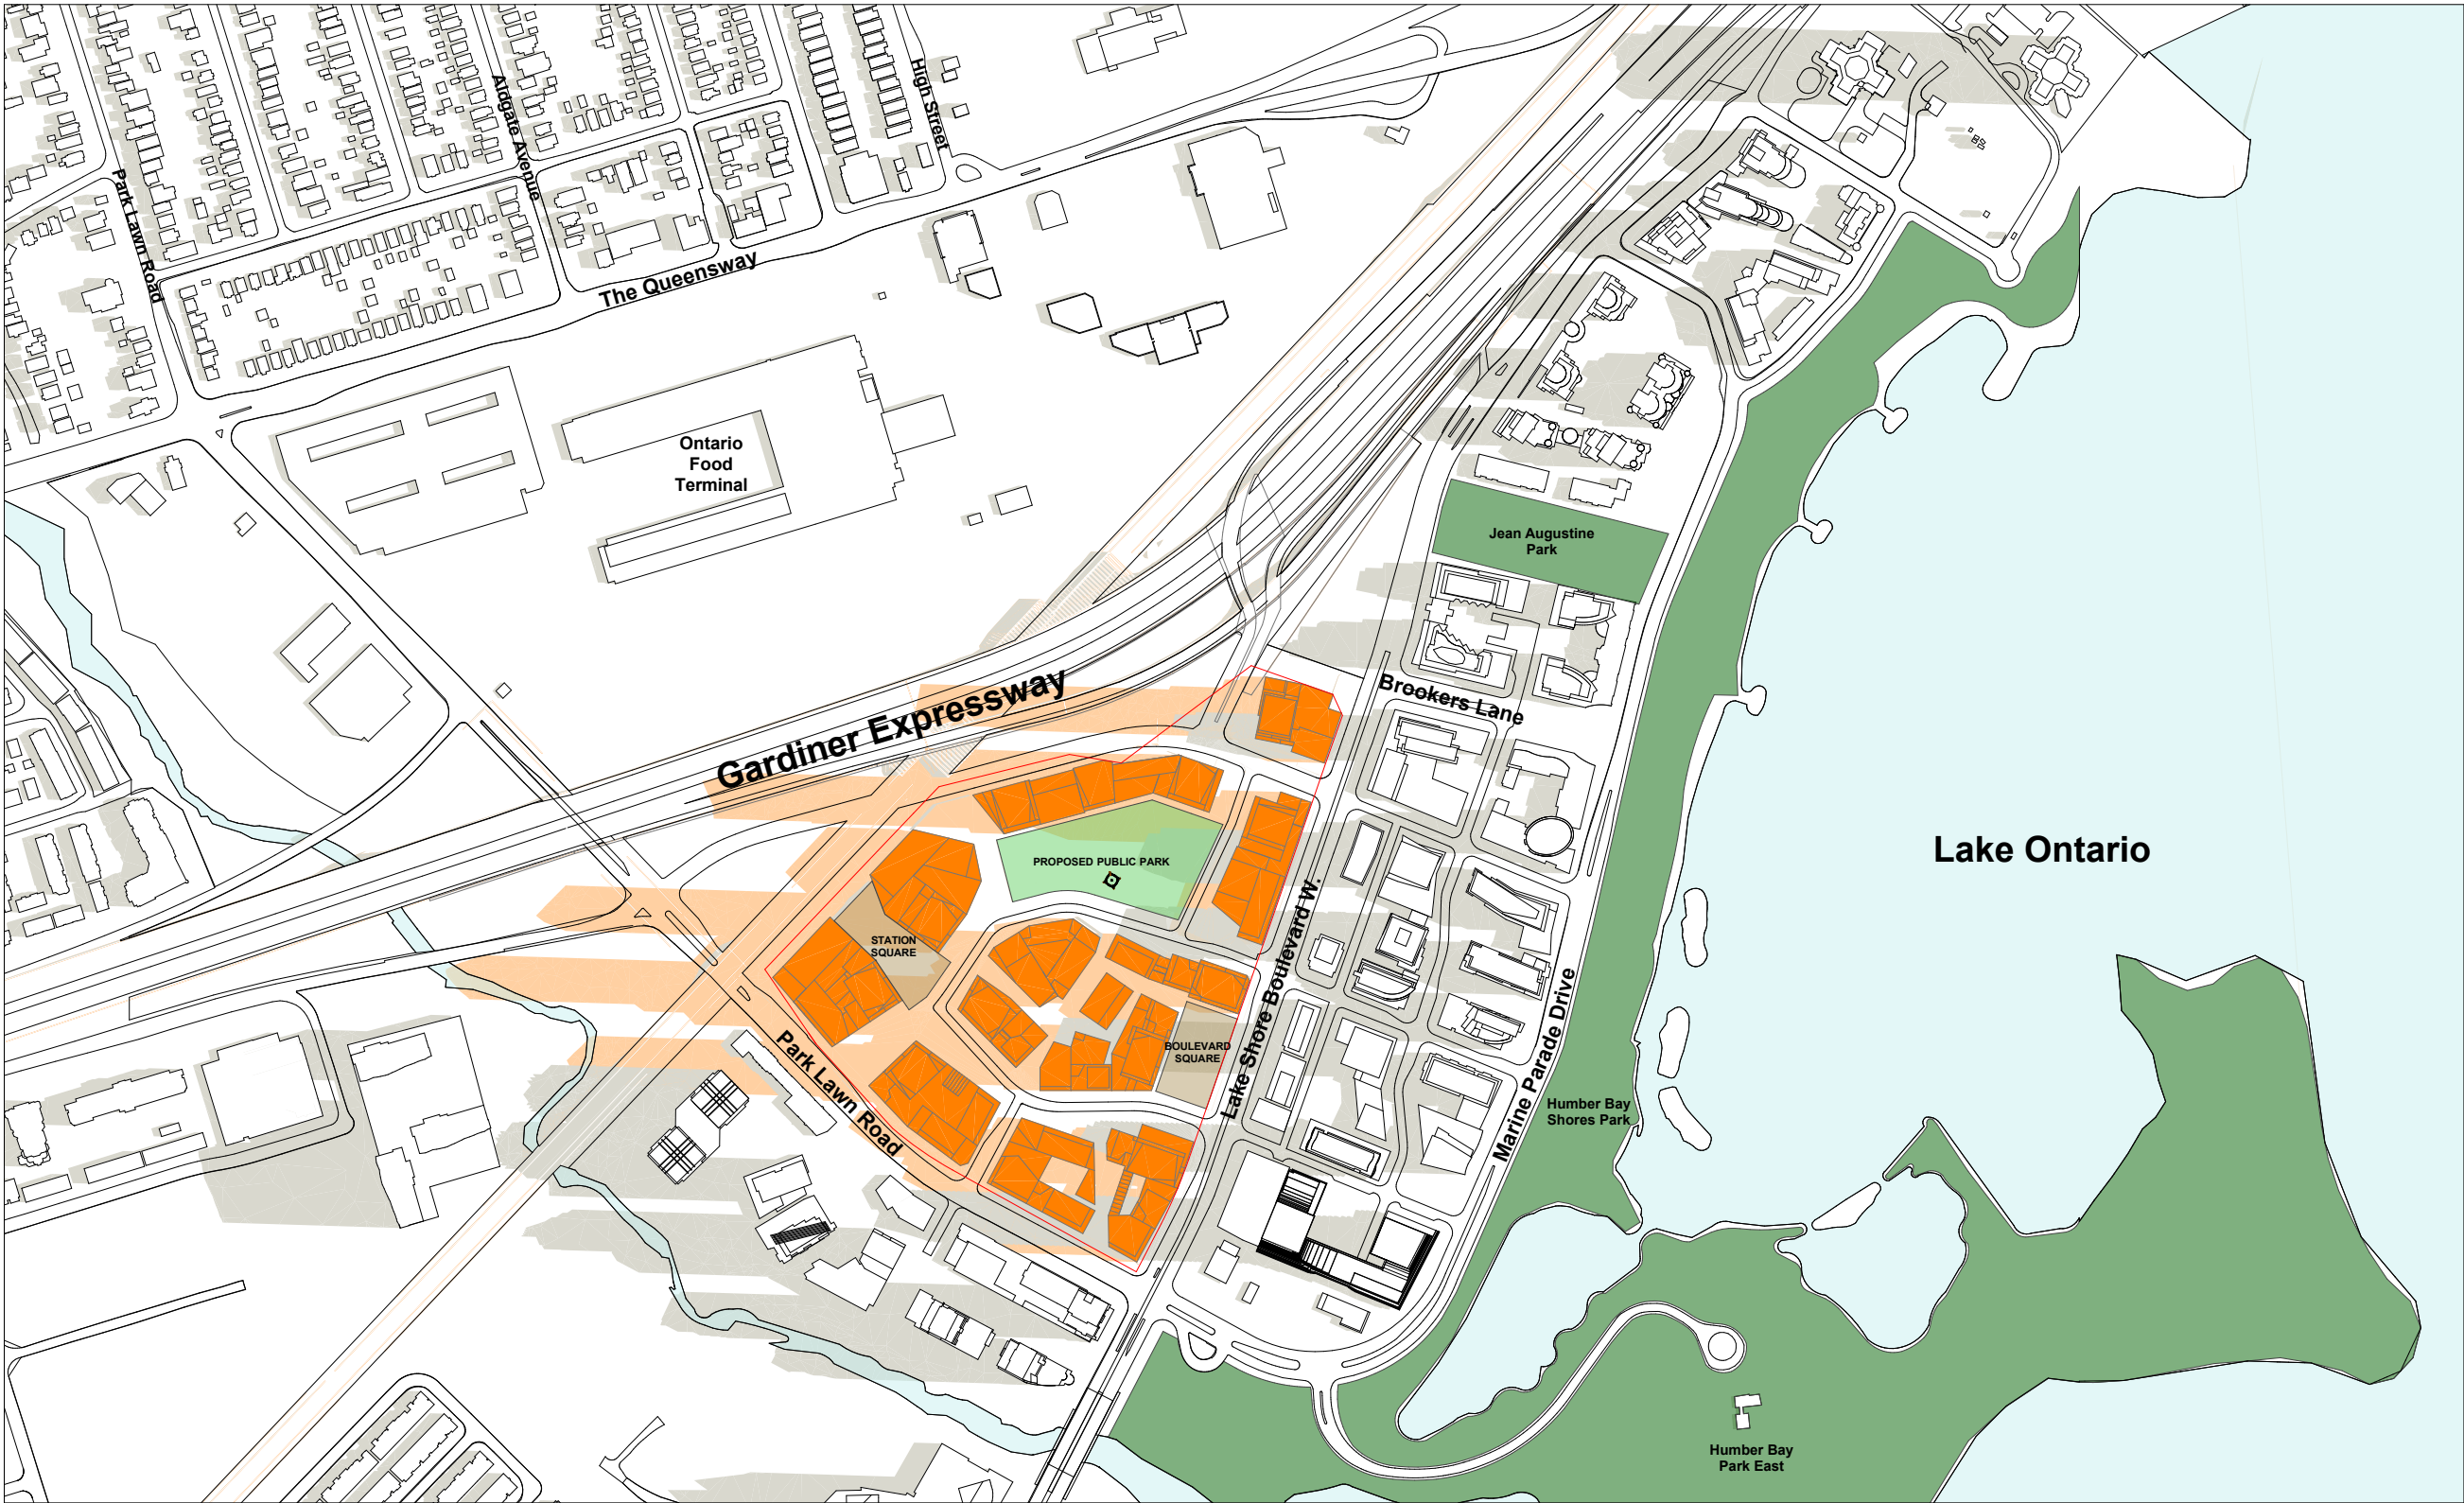 High Street
Aldgate Avenue
Park Lawn Road
The Queensway
Ontario
Food
Terminal
Jean Augustine
Park
Brookers Lane
Gardiner Expressway
PROPOSED PUBLIC PARK
Lake Ontario
STATION
SQUARE
Lake Shore Boulevard W.
BOULEVARD
SQUARE
Marine Parade Drive
Park Lawn Road
Humber Bay
Shores Park
Humber Bay
Park East